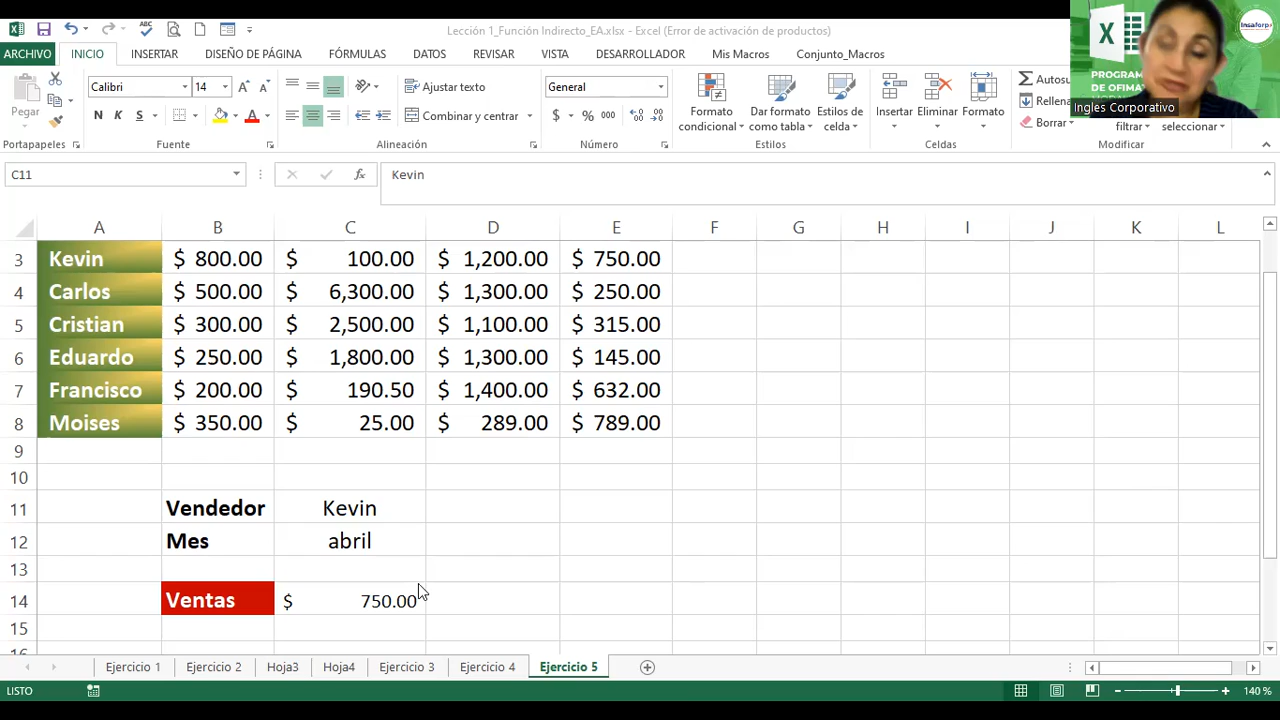 Lección 1_Función Indirecto_EA.xlsx - Excel (Error de activación de productos)
ARCHIVO INICIO INSERTAR DISEÑO DE PÁGINA FÓRMULAS DATOS REVISAR VISTA DESARROLLADOR Mis Macros Conjunto_Macros
Insaforp
PROGRAM
DE OFIMÁ
Ingles Corporativo
Pegar
Calibri 14
N K S
Ajustar texto
Combinar y centrar
General
$ % 000
Formato condicional
Dar formato como tabla
Estilos de celda
Insertar Eliminar Formato
Autosu
Rellena
Borrar
filtrar seleccionar
Portapapeles Fuente Alineación Número Estilos Celdas Modificar
C11 fx Kevin
A B C D E F G H I J K L
3 Kevin $ 800.00 $ 100.00 $ 1,200.00 $ 750.00
4 Carlos $ 500.00 $ 6,300.00 $ 1,300.00 $ 250.00
5 Cristian $ 300.00 $ 2,500.00 $ 1,100.00 $ 315.00
6 Eduardo $ 250.00 $ 1,800.00 $ 1,300.00 $ 145.00
7 Francisco $ 200.00 $ 190.50 $ 1,400.00 $ 632.00
8 Moises $ 350.00 $ 25.00 $ 289.00 $ 789.00
9
10
11 Vendedor Kevin
12 Mes abril
13
14 Ventas $ 750.00
15
16
Ejercicio 1 Ejercicio 2 Hoja3 Hoja4 Ejercicio 3 Ejercicio 4 Ejercicio 5
LISTO 140 %